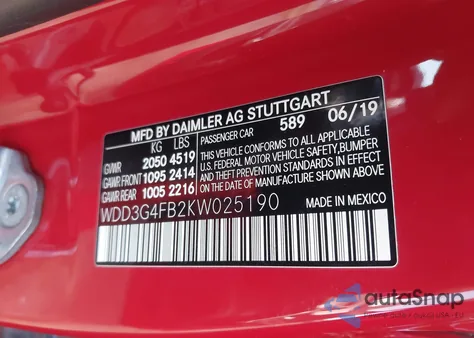 MFD BY DAIMLER AG STUTTGART
KG LBS PASSENGER CAR 589 06/19
GVWR 2050 4519 THIS VEHICLE CONFORMS TO ALL APPLICABLE
GAWR FRONT 1095 2414 U.S. FEDERAL MOTOR VEHICLE SAFETY, BUMPER
GAWR REAR 1005 2216 AND THEFT PREVENTION STANDARDS IN EFFECT
ON THE DATE OF MANUFACTURE SHOWN ABOVE.
WDD3G4FB2KW025190 MADE IN MEXICO
autoSnap